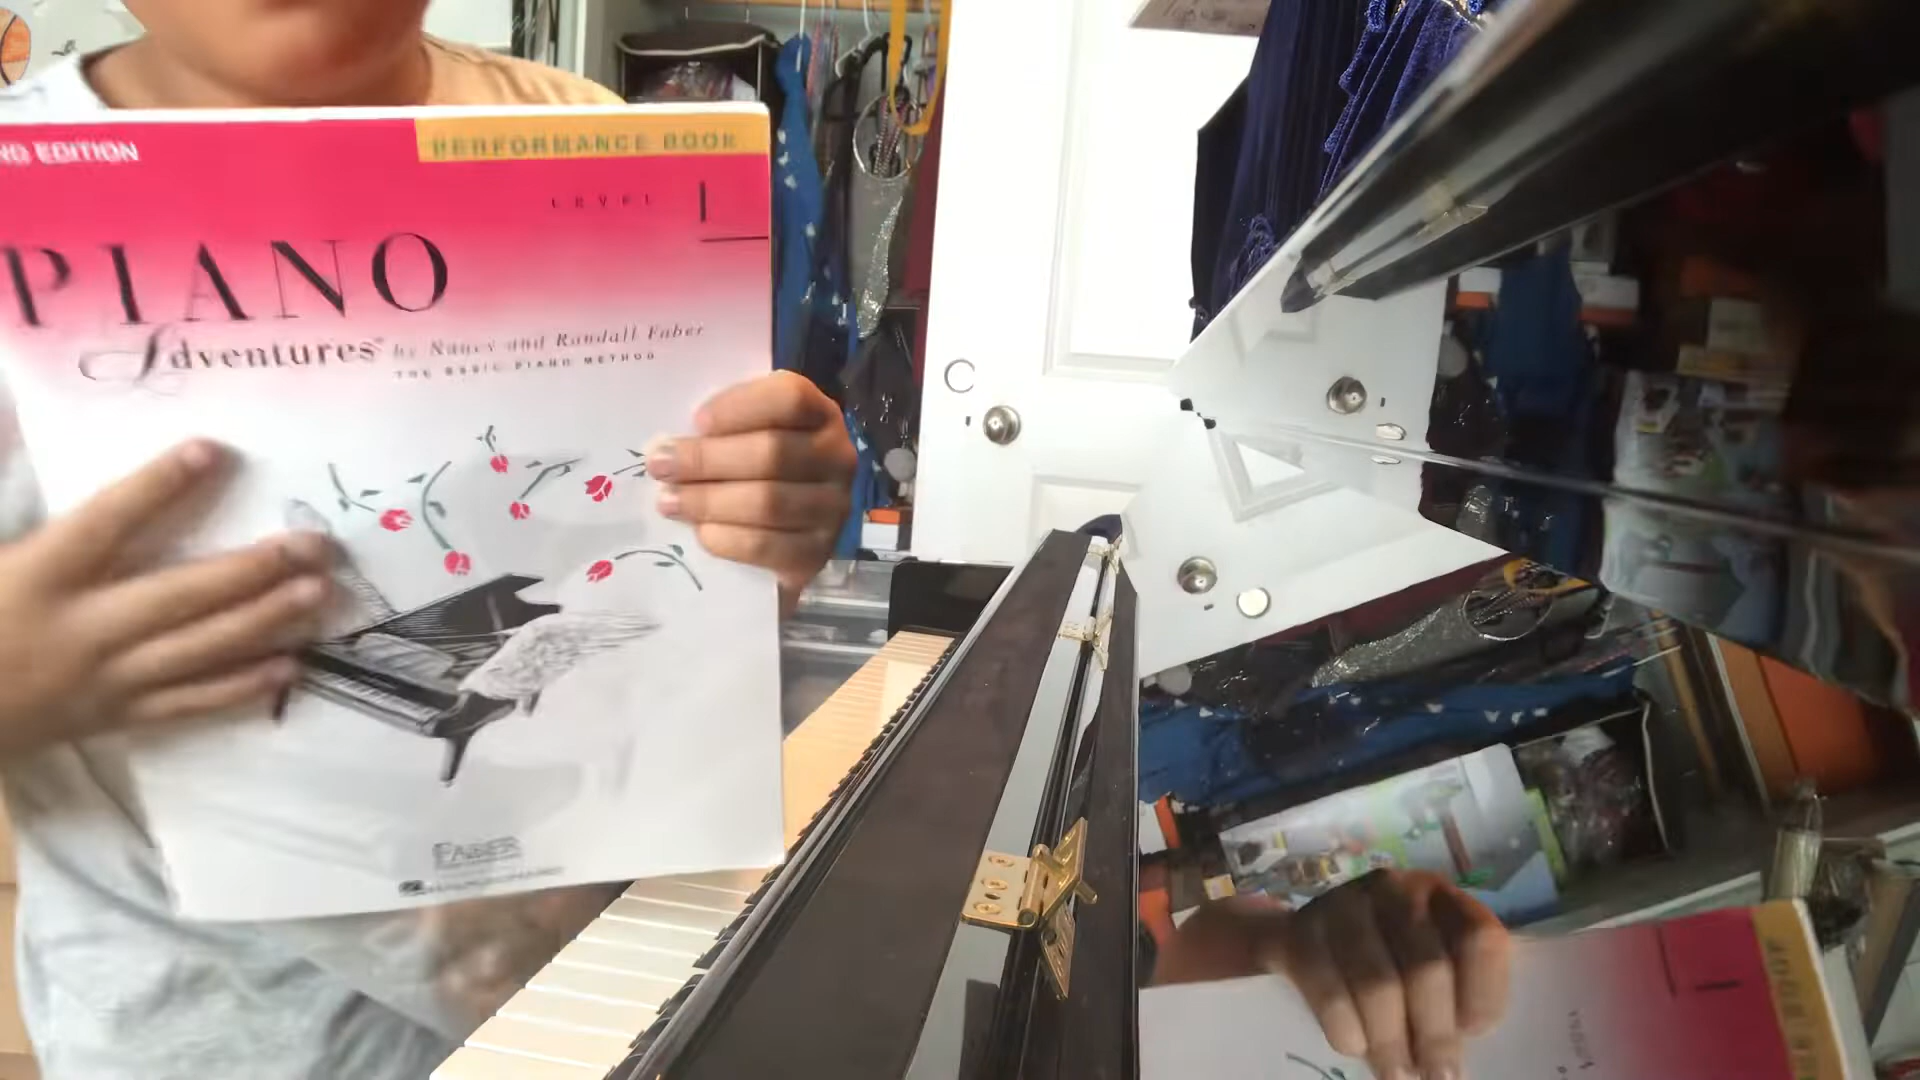 ND EDITION
PERFORMANCE BOOK
LEVEL 1
PIANO
Adventures® by Nancy and Randall Faber
THE BASIC PIANO METHOD
FABER